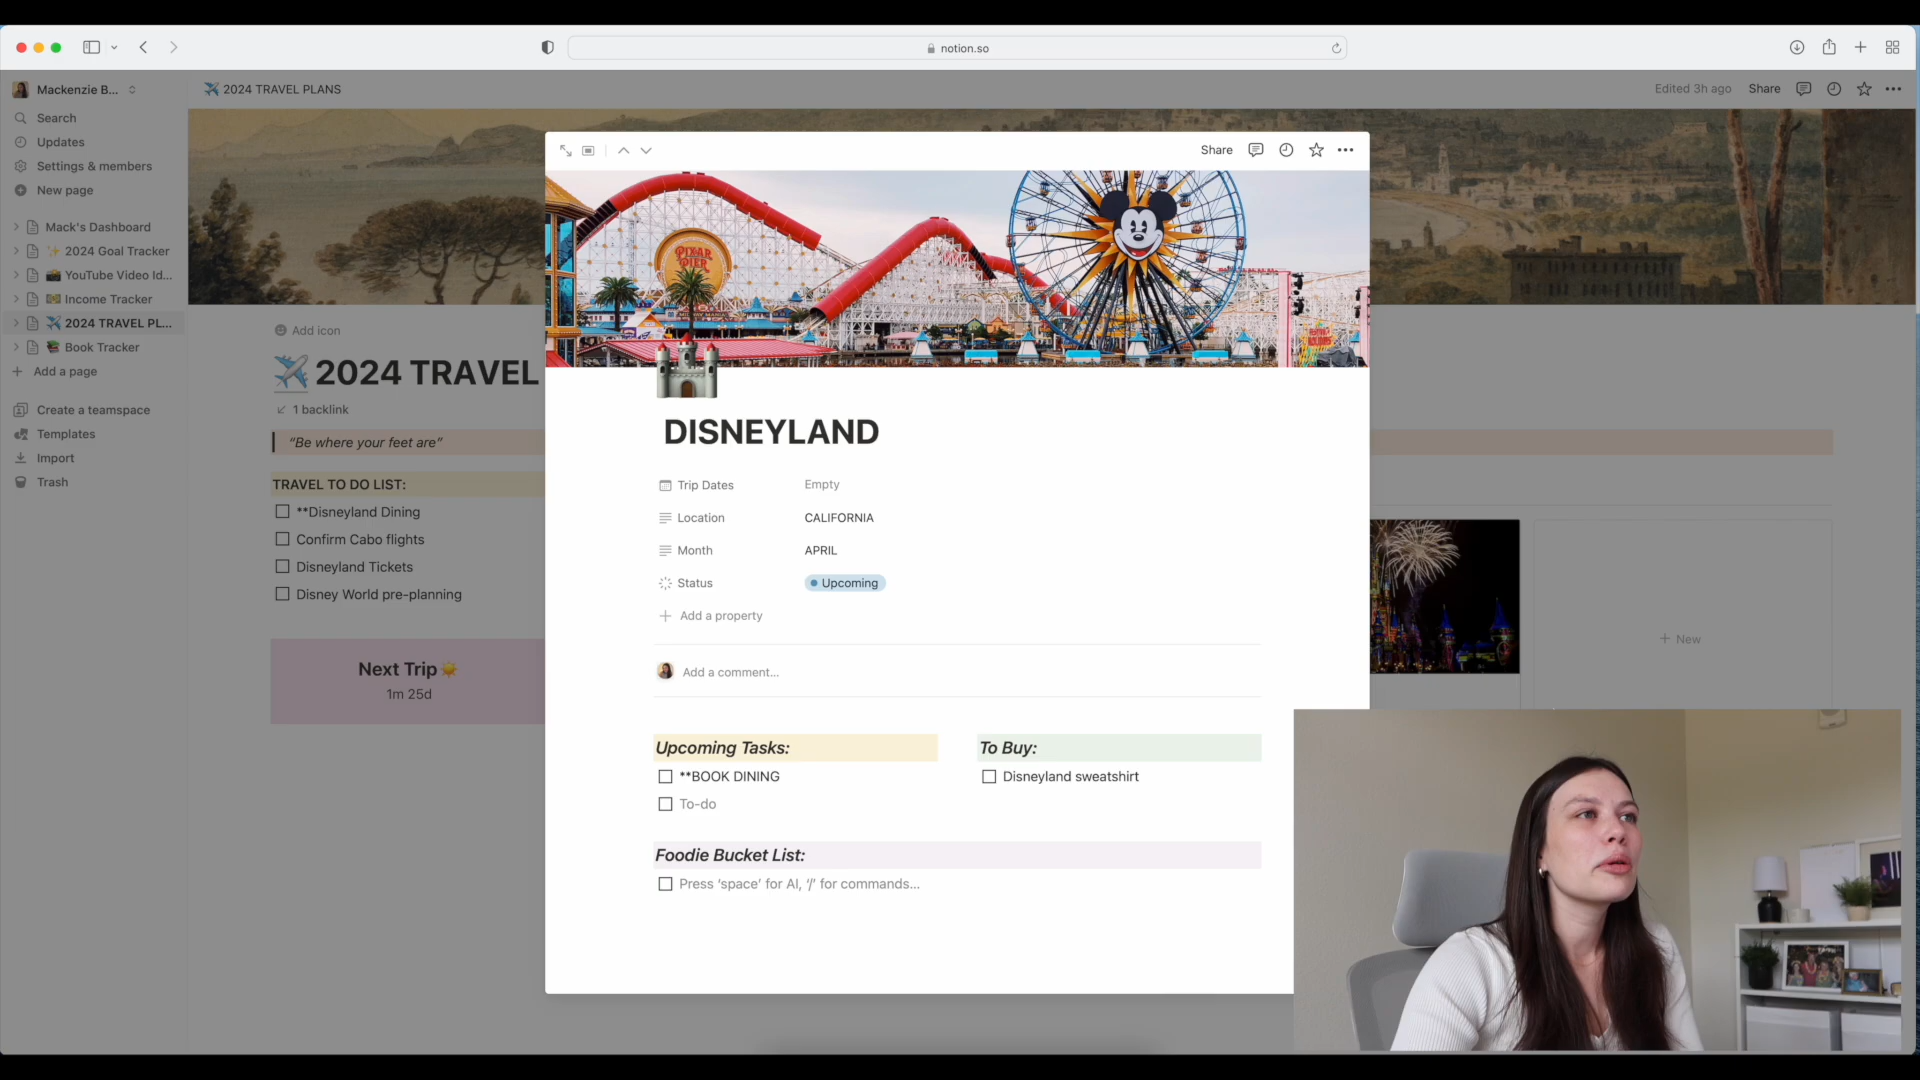 notion.so
Mackenzie B...
Search
Updates
Settings & members
New page
Mack's Dashboard
✨ 2024 Goal Tracker
📸 YouTube Video Id...
💵 Income Tracker
✈️ 2024 TRAVEL PL...
📚 Book Tracker
Add a page
Create a teamspace
Templates
Import
Trash
✈️ 2024 TRAVEL PLANS
Edited 3h ago
Share
Add icon
✈️ 2024 TRAVEL
1 backlink
“Be where your feet are”
TRAVEL TO DO LIST:
**Disneyland Dining
Confirm Cabo flights
Disneyland Tickets
Disney World pre-planning
Next Trip☀️
1m 25d
Share
PIXAR
PIER
DISNEYLAND
Trip Dates Empty
Location CALIFORNIA
Month APRIL
Status Upcoming
Add a property
Add a comment...
Upcoming Tasks:
**BOOK DINING
To-do
To Buy:
Disneyland sweatshirt
Foodie Bucket List:
Press ‘space’ for AI, ‘/’ for commands...
+ New